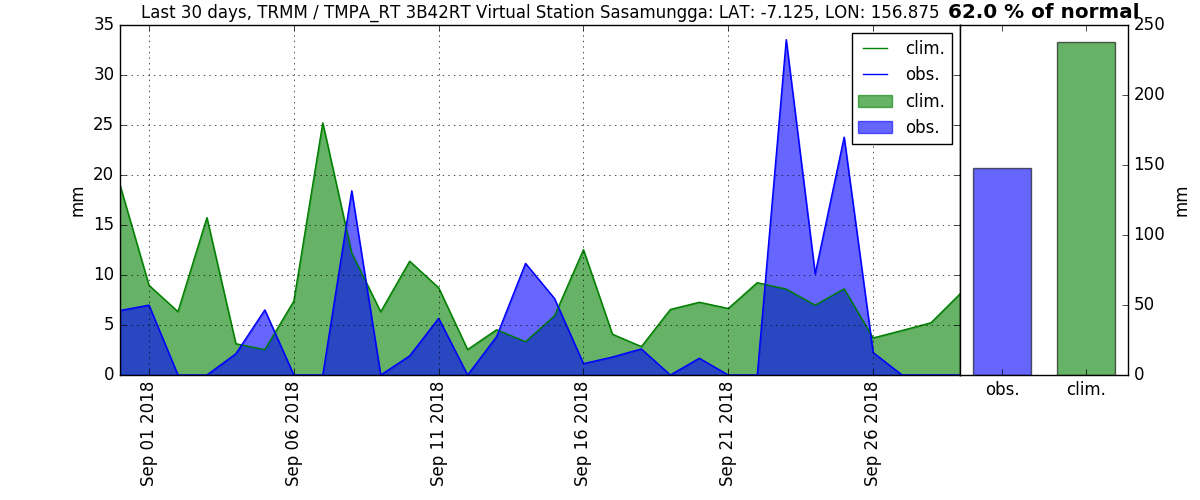 Last 30 days, TRMM / TMPA_RT 3B42RT Virtual Station Sasamungga: LAT: -7.125, LON: 156.875
62.0 % of normal
35
30
25
20
15
10
5
0
mm
clim.
obs.
clim.
obs.
Sep 01 2018
Sep 06 2018
Sep 11 2018
Sep 16 2018
Sep 21 2018
Sep 26 2018
250
200
150
100
50
0
mm
obs.
clim.